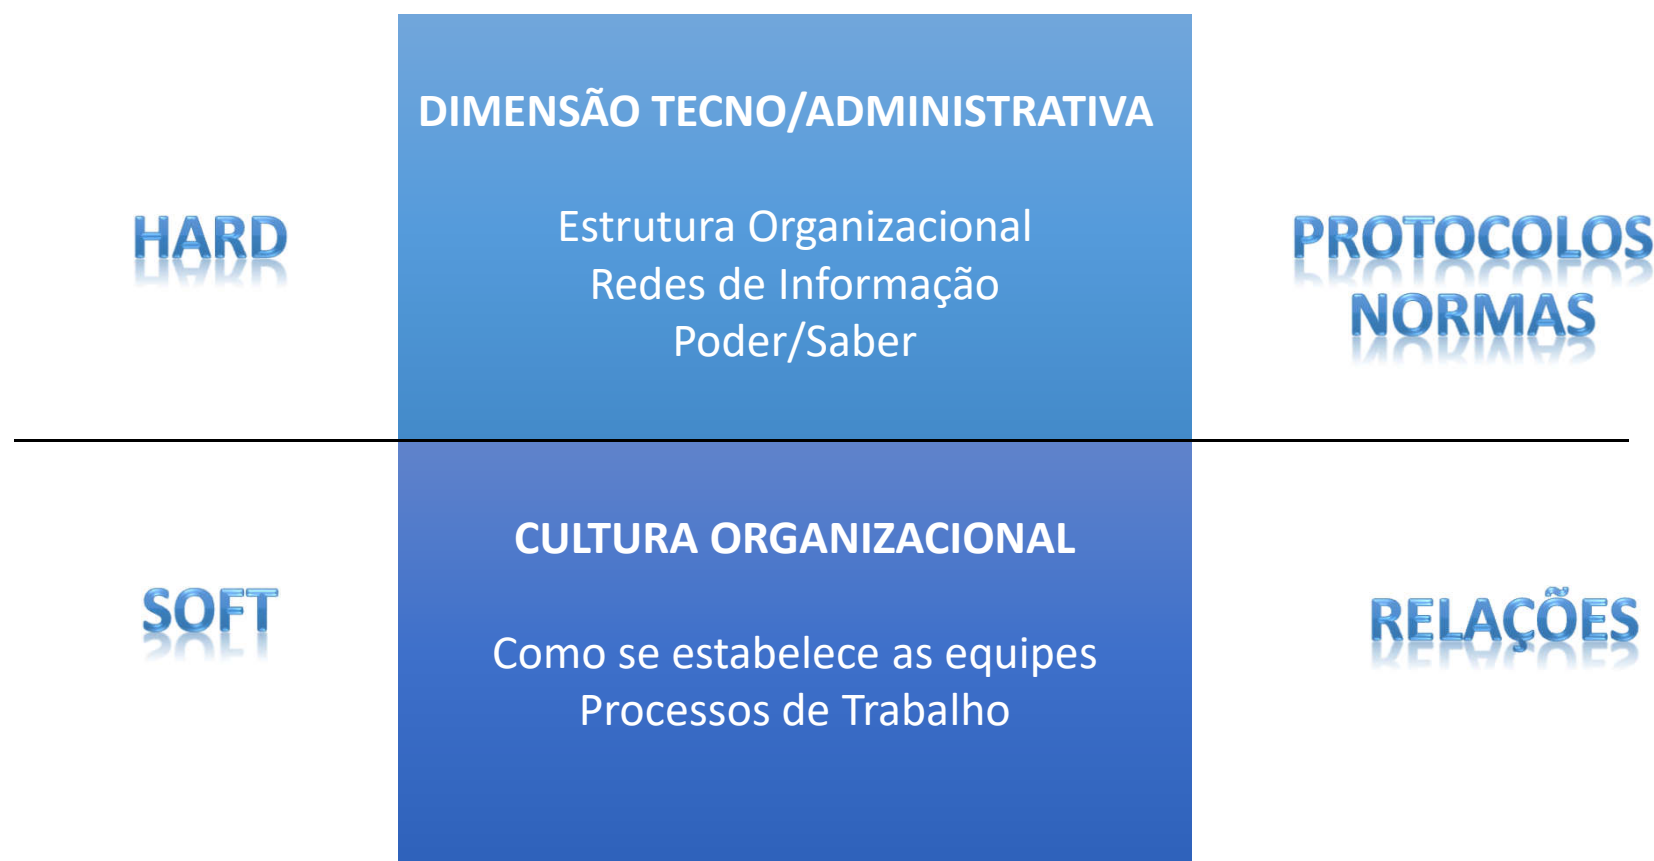 DIMENSÃO TECNO/ADMINISTRATIVA
HARD
Estrutura Organizacional
Redes de Informação
Poder/Saber
PROTOCOLOS
NORMAS
CULTURA ORGANIZACIONAL
SOFT
Como se estabelece as equipes
Processos de Trabalho
RELAÇÕES